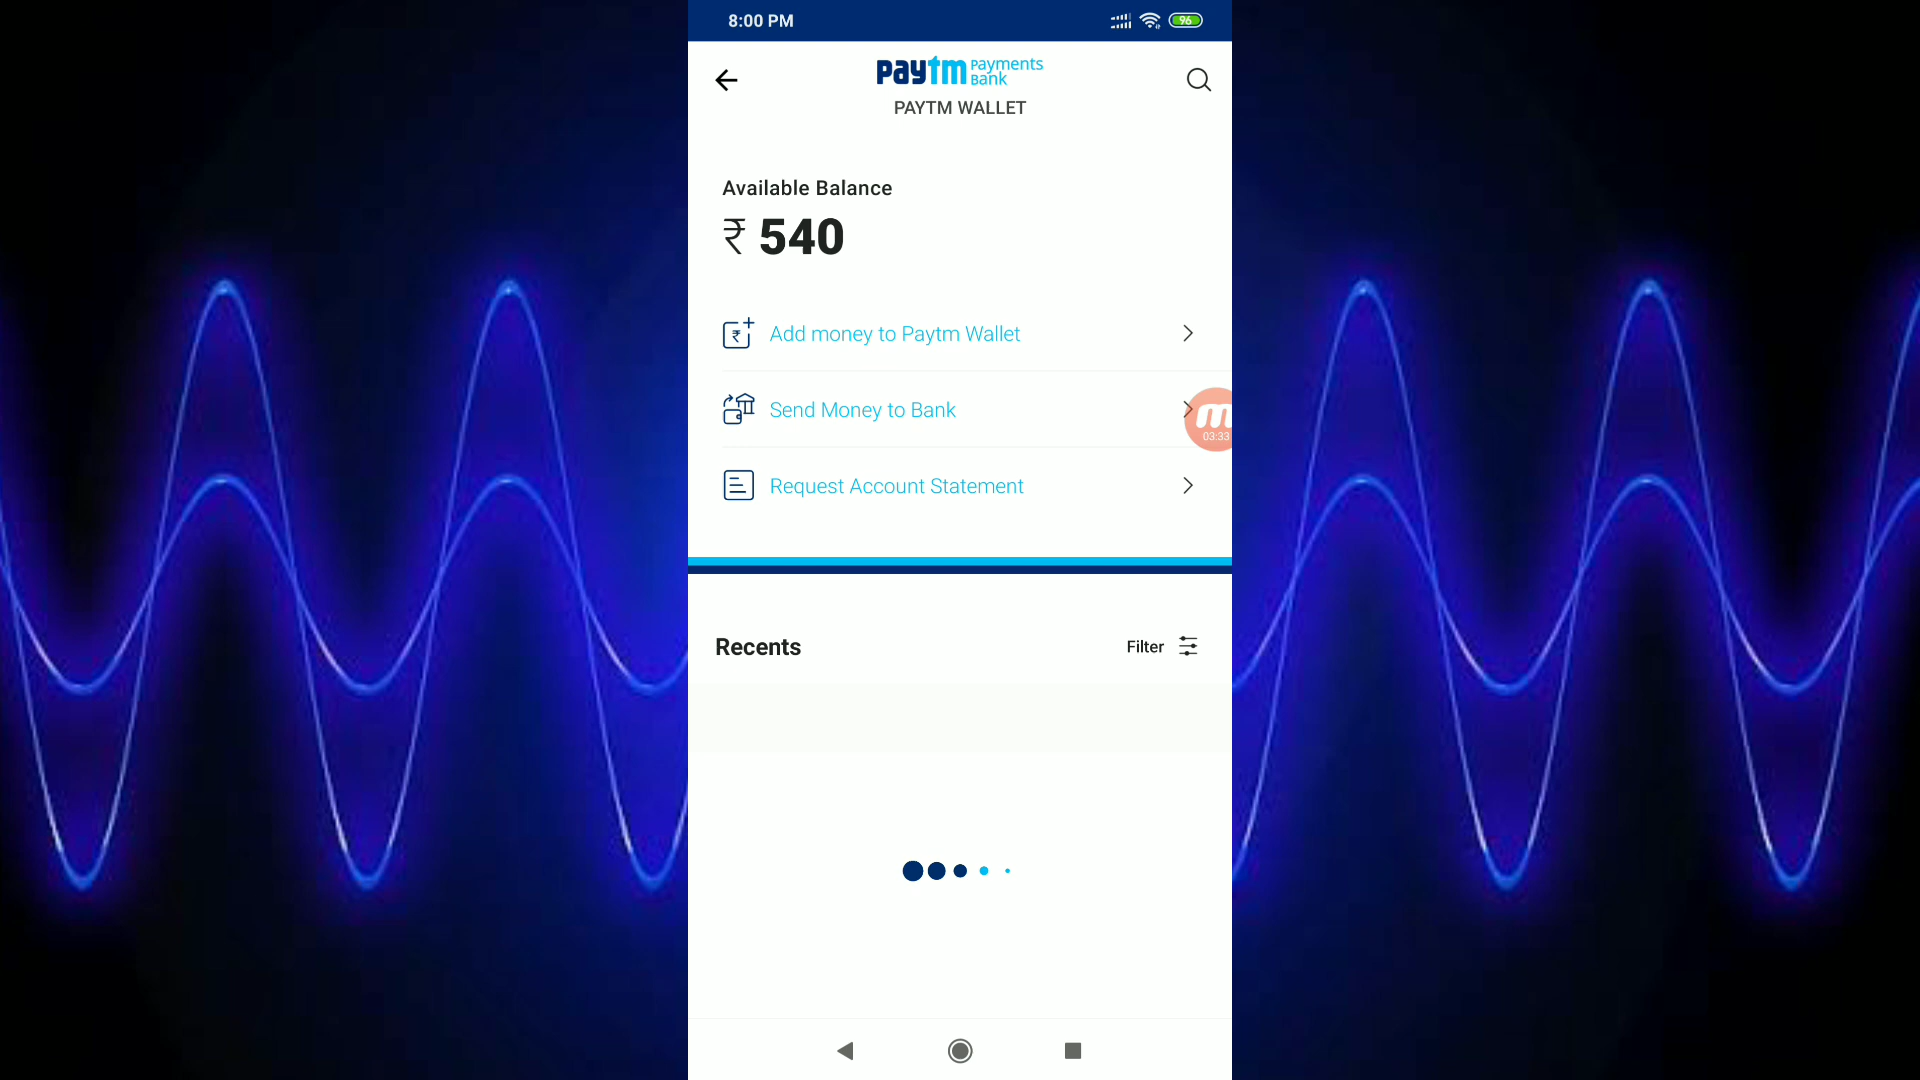 8:00 PM
96
paytm Payments Bank
PAYTM WALLET
Available Balance
₹ 540
Add money to Paytm Wallet
Send Money to Bank
03:33
Request Account Statement
Recents
Filter